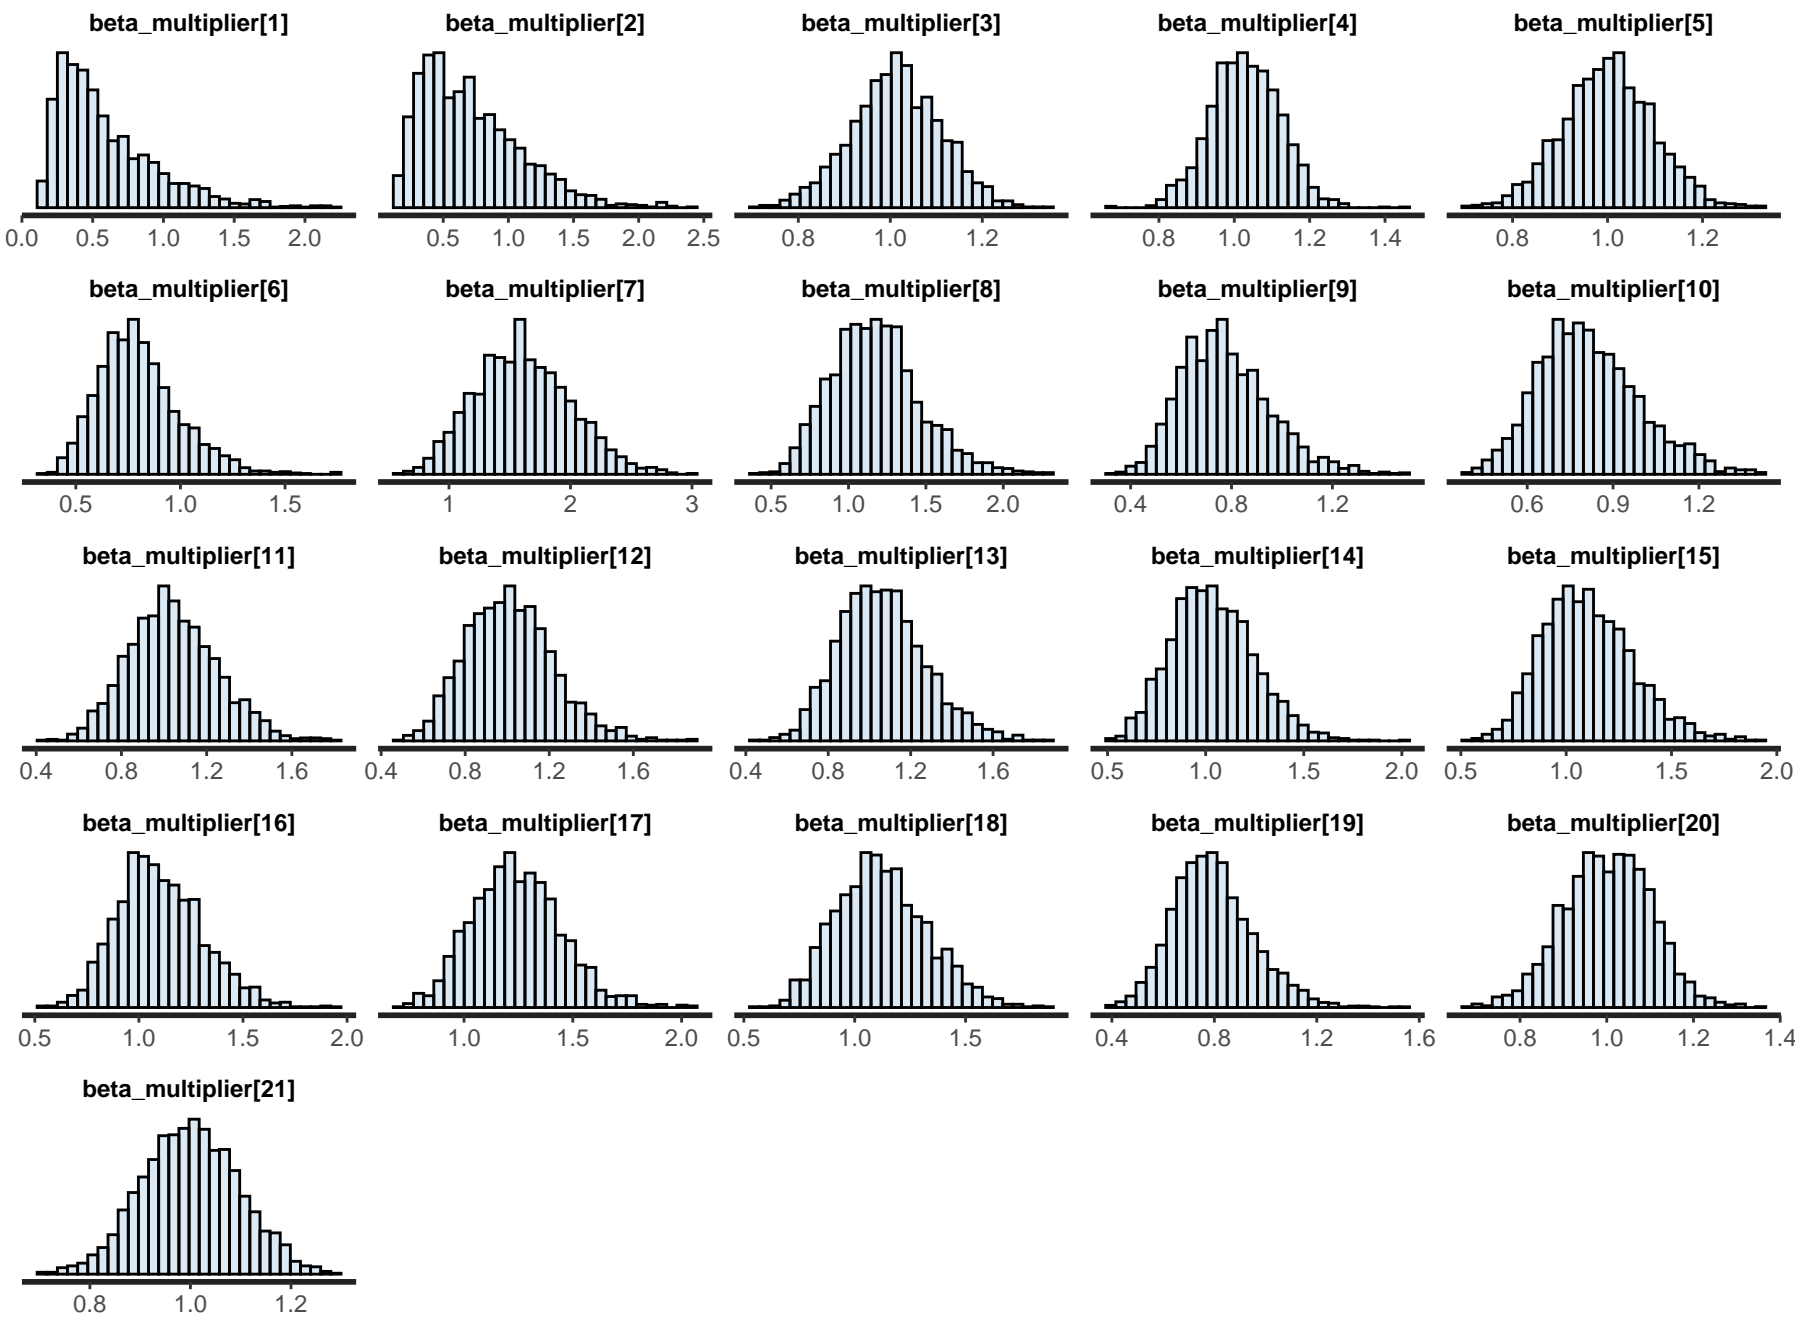 beta_multiplier[1] beta_multiplier[2] beta_multiplier[3] beta_multiplier[4] beta_multiplier[5]
0.0 0.5 1.0 1.5 2.0 0.5 1.0 1.5 2.0 2.5 0.8 1.0 1.2 0.8 1.0 1.2 1.4 0.8 1.0 1.2
beta_multiplier[6] beta_multiplier[7] beta_multiplier[8] beta_multiplier[9] beta_multiplier[10]
0.5 1.0 1.5 1 2 3 0.5 1.0 1.5 2.0 0.4 0.8 1.2 0.6 0.9 1.2
beta_multiplier[11] beta_multiplier[12] beta_multiplier[13] beta_multiplier[14] beta_multiplier[15]
0.4 0.8 1.2 1.6 0.4 0.8 1.2 1.6 0.4 0.8 1.2 1.6 0.5 1.0 1.5 2.0 0.5 1.0 1.5 2.0
beta_multiplier[16] beta_multiplier[17] beta_multiplier[18] beta_multiplier[19] beta_multiplier[20]
0.5 1.0 1.5 2.0 1.0 1.5 2.0 0.5 1.0 1.5 0.4 0.8 1.2 1.6 0.8 1.0 1.2 1.4
beta_multiplier[21]
0.8 1.0 1.2